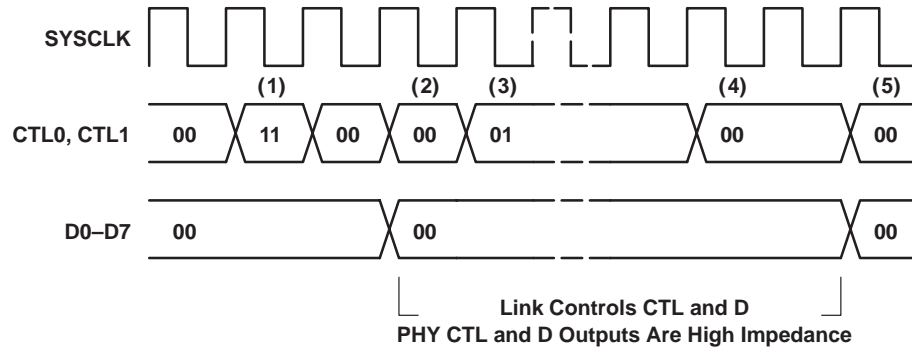 SYSCLK
(1) (2) (3) (4) (5)
CTL0, CTL1 00 11 00 00 01 00 00
D0–D7 00 00 00
Link Controls CTL and D
PHY CTL and D Outputs Are High Impedance